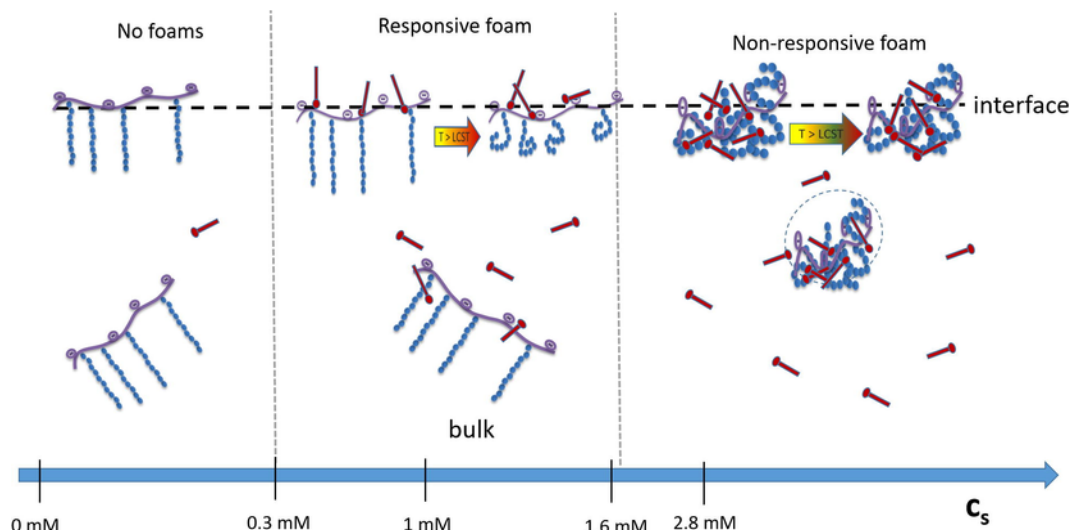 No foams
Responsive foam
Non-responsive foam
interface
T > LCST
T > LCST
bulk
0 mM
0.3 mM
1 mM
1.6 mM
2.8 mM
cₛ